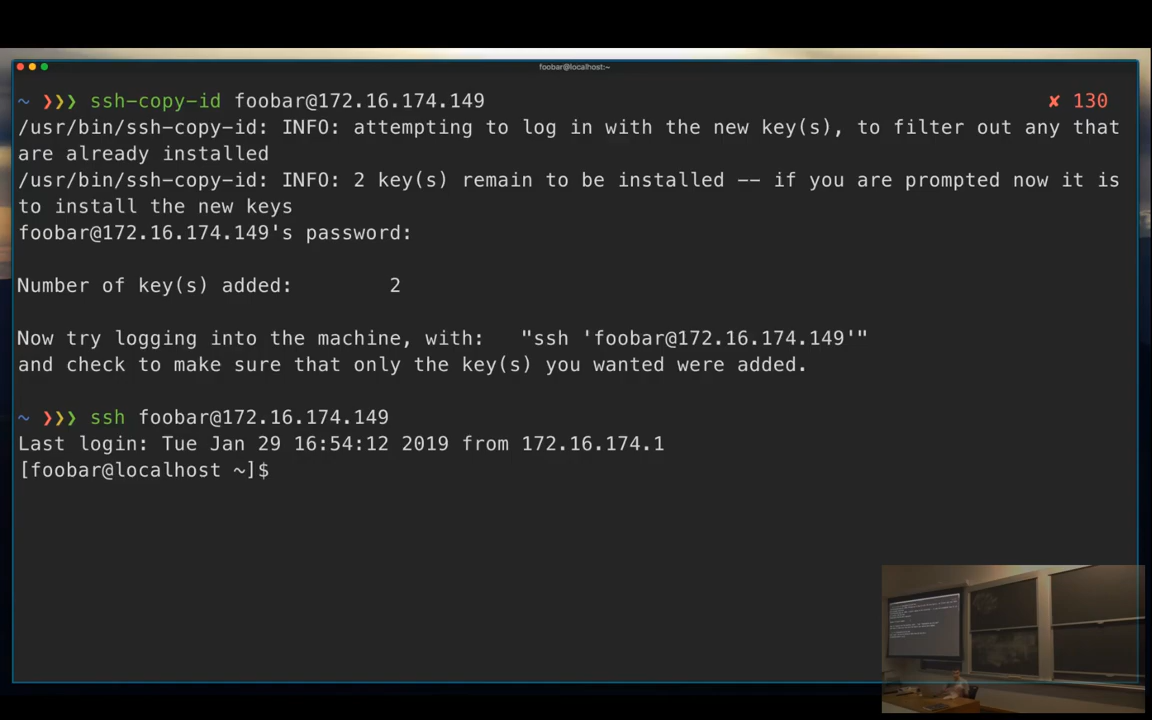 foobar@localhost:~
~ ❯❯❯ ssh-copy-id foobar@172.16.174.149 ✘ 130
/usr/bin/ssh-copy-id: INFO: attempting to log in with the new key(s), to filter out any that
are already installed
/usr/bin/ssh-copy-id: INFO: 2 key(s) remain to be installed -- if you are prompted now it is
to install the new keys
foobar@172.16.174.149's password:
Number of key(s) added: 2
Now try logging into the machine, with: "ssh 'foobar@172.16.174.149'"
and check to make sure that only the key(s) you wanted were added.
~ ❯❯❯ ssh foobar@172.16.174.149
Last login: Tue Jan 29 16:54:12 2019 from 172.16.174.1
[foobar@localhost ~]$